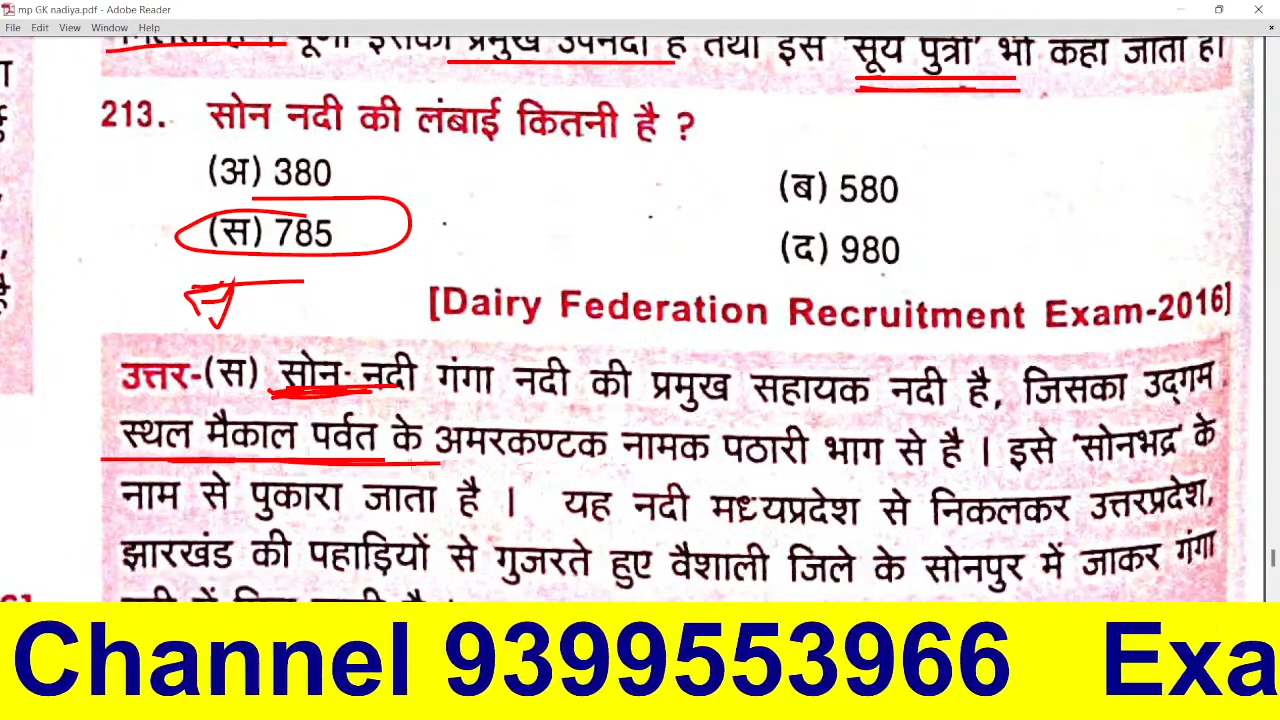 mp GK nadiya.pdf - Adobe Reader
File Edit View Window Help
पूर्णा इसकी प्रमुख उपनदी है तथा इसे 'सूर्य पुत्री' भी कहा जाता है।
213. सोन नदी की लंबाई कितनी है ?
(अ) 380 (ब) 580
(स) 785 (द) 980
[Dairy Federation Recruitment Exam-2016]
उत्तर-(स) सोन नदी गंगा नदी की प्रमुख सहायक नदी है, जिसका उद्गम
स्थल मैकाल पर्वत के अमरकण्टक नामक पठारी भाग से है । इसे 'सोनभद्र' के
नाम से पुकारा जाता है । यह नदी मध्यप्रदेश से निकलकर उत्तरप्रदेश,
झारखंड की पहाड़ियों से गुजरते हुए वैशाली जिले के सोनपुर में जाकर गंगा
Channel 9399553966 Exa